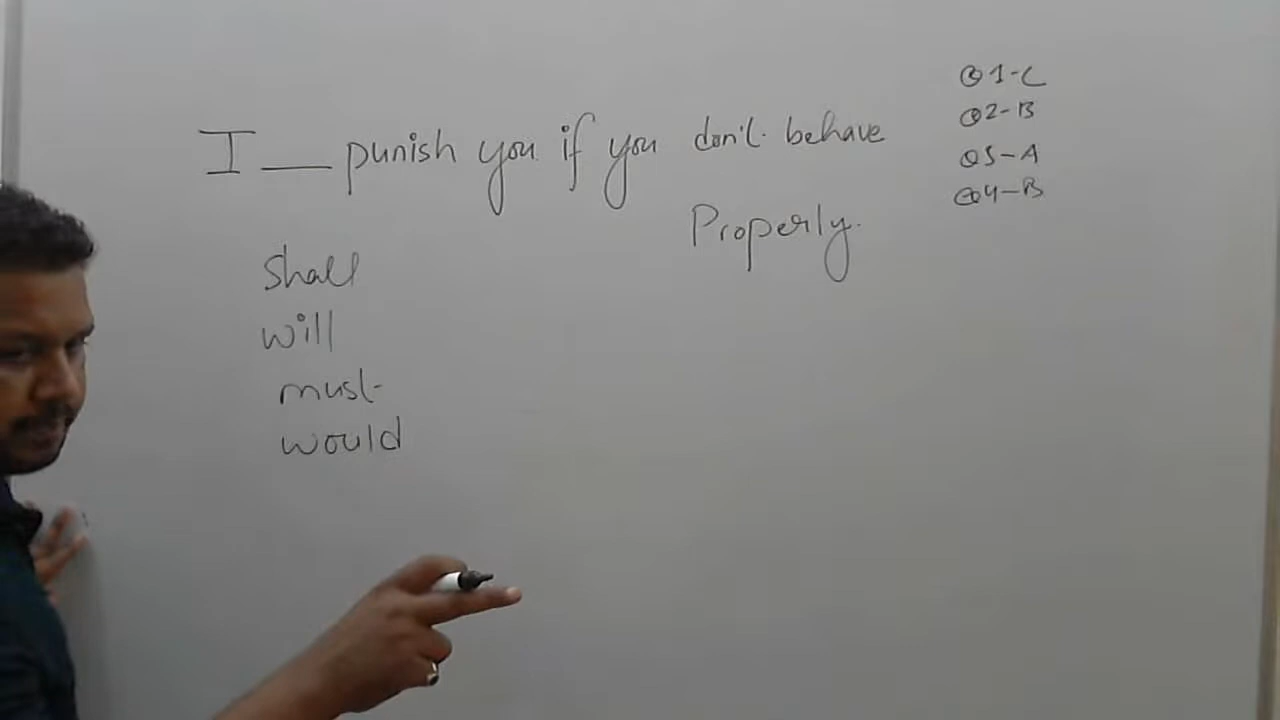 I ___ punish you if you don't behave
Properly.
shall
will
must
would
Q1-C
Q2-B
Q3-A
Q4-B